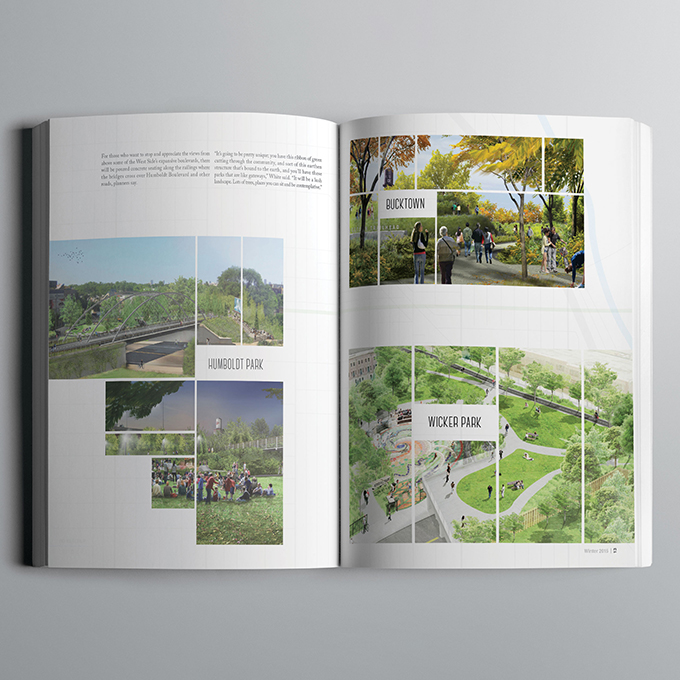 For those who want to stop and appreciate the views from
above some of the West Side's expansive boulevards, there
will be poured concrete seating along the railings where
the bridges cross over Humboldt Boulevard and other
roads, planners say.
"It's going to be pretty unique; you have this ribbon of green
cutting through the community, and sort of this earthen
structure that's bound to the earth, and you'll have those
parks that are like gateways," White said. "It will be a lush
landscape. Lots of trees, places you can sit and be contemplative."
HUMBOLDT PARK
BUCKTOWN
WICKER PARK
Winter